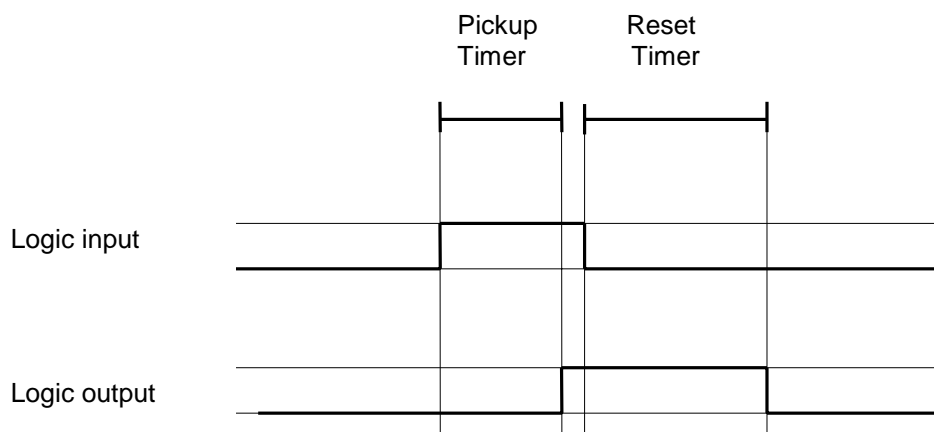 Pickup
Timer
Reset
Timer
Logic input
Logic output